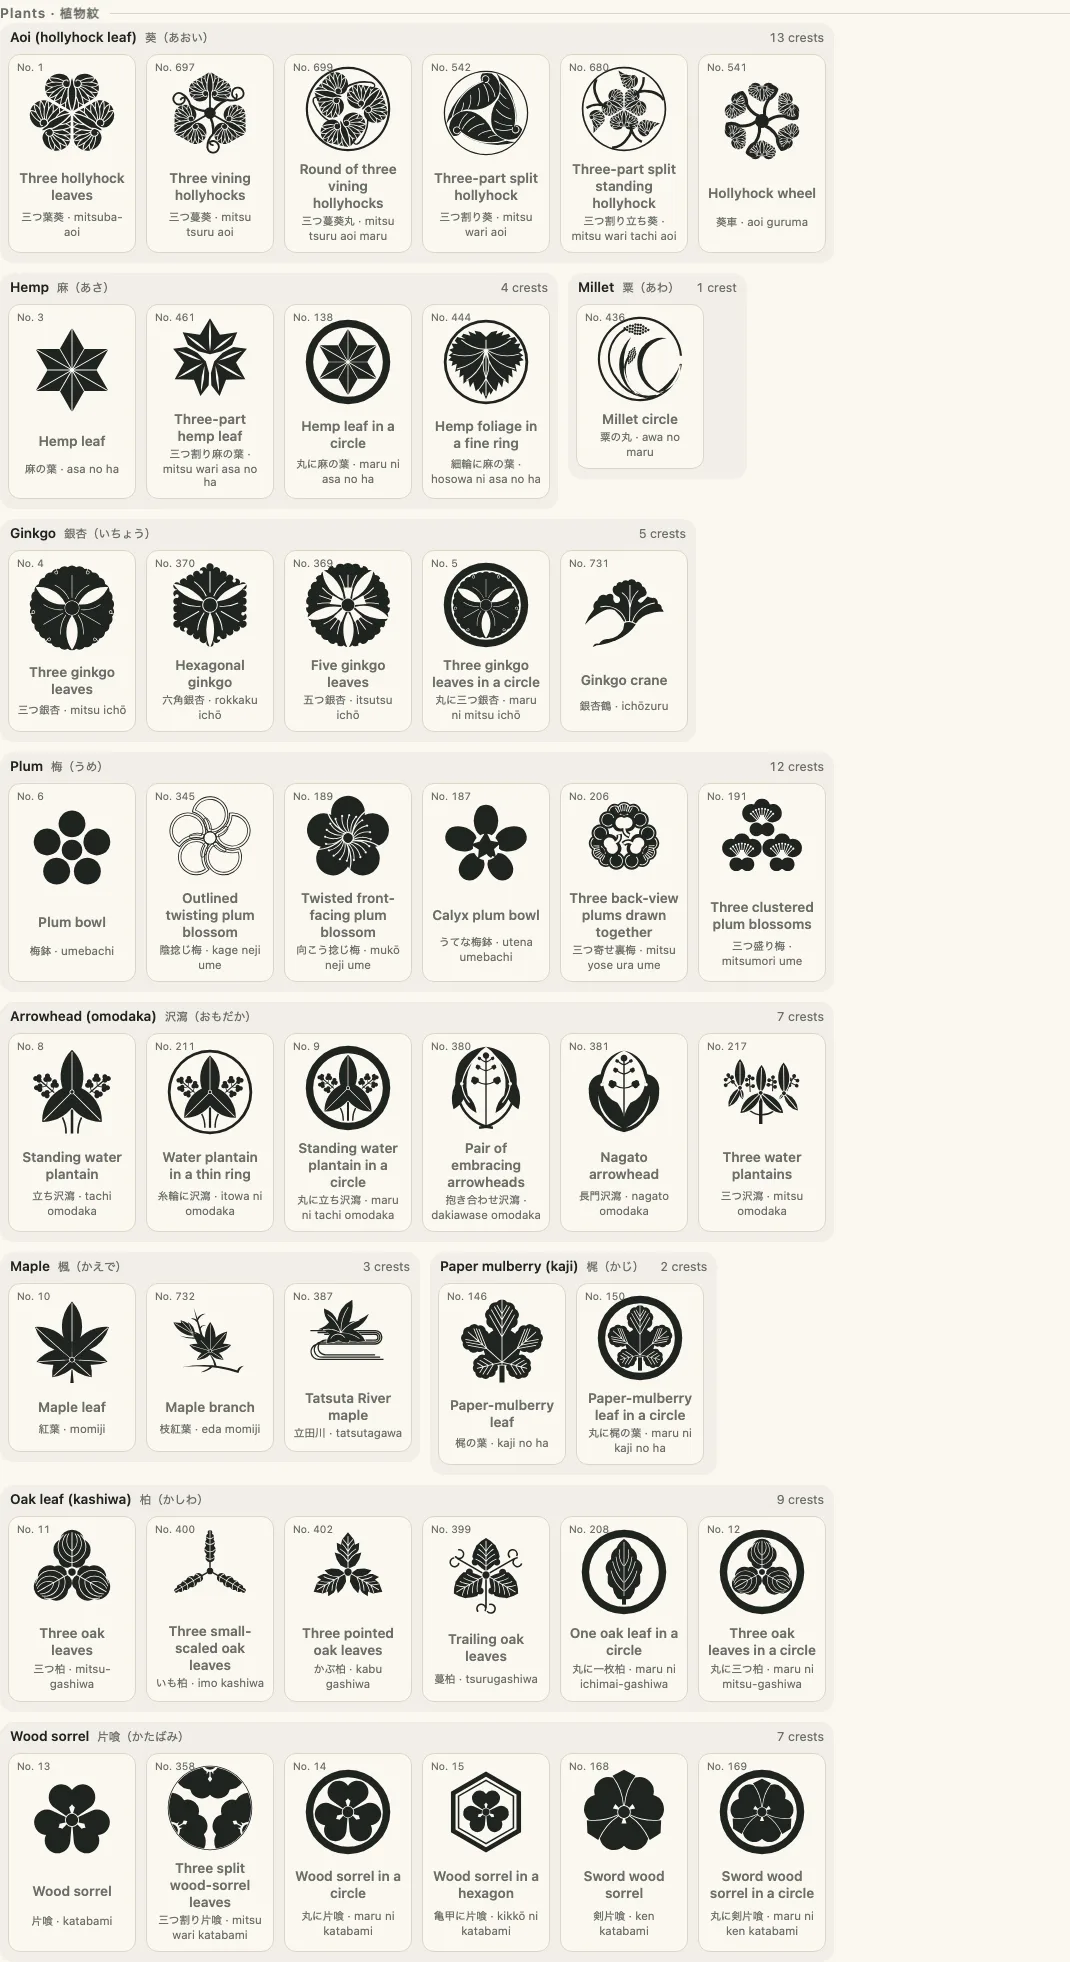 Plants · 植物紋
Aoi (hollyhock leaf) 葵（あおい） 13 crests
No. 1
Three hollyhock
leaves
三つ葉葵 · mitsuba-
aoi
No. 697
Three vining
hollyhocks
三つ蔓葵 · mitsu
tsuru aoi
No. 699
Round of three
vining
hollyhocks
三つ蔓葵丸 · mitsu
tsuru aoi maru
No. 542
Three-part split
hollyhock
三つ割り葵 · mitsu
wari aoi
No. 680
Three-part split
standing
hollyhock
三つ割り立ち葵 ·
mitsu wari tachi aoi
No. 541
Hollyhock wheel
葵車 · aoi guruma
Hemp 麻（あさ） 4 crests
No. 3
Hemp leaf
麻の葉 · asa no ha
No. 461
Three-part
hemp leaf
三つ割り麻の葉 ·
mitsu wari asa no
ha
No. 138
Hemp leaf in a
circle
丸に麻の葉 · maru ni
asa no ha
No. 444
Hemp foliage in
a fine ring
細輪に麻の葉 ·
hosowa ni asa no ha
Millet 粟（あわ） 1 crest
No. 436
Millet circle
粟の丸 · awa no
maru
Ginkgo 銀杏（いちょう） 5 crests
No. 4
Three ginkgo
leaves
三つ銀杏 · mitsu ichō
No. 370
Hexagonal
ginkgo
六角銀杏 · rokkaku
ichō
No. 369
Five ginkgo
leaves
五つ銀杏 · itsutsu
ichō
No. 5
Three ginkgo
leaves in a circle
丸に三つ銀杏 · maru
ni mitsu ichō
No. 731
Ginkgo crane
銀杏鶴 · ichōzuru
Plum 梅（うめ） 12 crests
No. 6
Plum bowl
梅鉢 · umebachi
No. 345
Outlined
twisting plum
blossom
陰捻じ梅 · kage neji
ume
No. 189
Twisted front-
facing plum
blossom
向こう捻じ梅 · mukō
neji ume
No. 187
Calyx plum bowl
うてな梅鉢 · utena
umebachi
No. 206
Three back-view
plums drawn
together
三つ寄せ裏梅 · mitsu
yose ura ume
No. 191
Three clustered
plum blossoms
三つ盛り梅 ·
mitsumori ume
Arrowhead (omodaka) 沢瀉（おもだか） 7 crests
No. 8
Standing water
plantain
立ち沢瀉 · tachi
omodaka
No. 211
Water plantain
in a thin ring
糸輪に沢瀉 · itowa ni
omodaka
No. 9
Standing water
plantain in a
circle
丸に立ち沢瀉 · maru
ni tachi omodaka
No. 380
Pair of
embracing
arrowheads
抱き合わせ沢瀉 ·
dakiawase omodaka
No. 381
Nagato
arrowhead
長門沢瀉 · nagato
omodaka
No. 217
Three water
plantains
三つ沢瀉 · mitsu
omodaka
Maple 楓（かえで） 3 crests
No. 10
Maple leaf
紅葉 · momiji
No. 732
Maple branch
枝紅葉 · eda momiji
No. 387
Tatsuta River
maple
立田川 · tatsutagawa
Paper mulberry (kaji) 梶（かじ） 2 crests
No. 146
Paper-mulberry
leaf
梶の葉 · kaji no ha
No. 150
Paper-mulberry
leaf in a circle
丸に梶の葉 · maru ni
kaji no ha
Oak leaf (kashiwa) 柏（かしわ） 9 crests
No. 11
Three oak
leaves
三つ柏 · mitsu-
gashiwa
No. 400
Three small-
scaled oak
leaves
いも柏 · imo kashiwa
No. 402
Three pointed
oak leaves
かぶ柏 · kabu
gashiwa
No. 399
Trailing oak
leaves
蔓柏 · tsurugashiwa
No. 208
One oak leaf in a
circle
丸に一枚柏 · maru ni
ichimai-gashiwa
No. 12
Three oak
leaves in a circle
丸に三つ柏 · maru ni
mitsu-gashiwa
Wood sorrel 片喰（かたばみ） 7 crests
No. 13
Wood sorrel
片喰 · katabami
No. 358
Three split
wood-sorrel
leaves
三つ割り片喰 · mitsu
wari katabami
No. 14
Wood sorrel in a
circle
丸に片喰 · maru ni
katabami
No. 15
Wood sorrel in a
hexagon
亀甲に片喰 · kikkō ni
katabami
No. 168
Sword wood
sorrel
剣片喰 · ken
katabami
No. 169
Sword wood
sorrel in a circle
丸に剣片喰 · maru ni
ken katabami